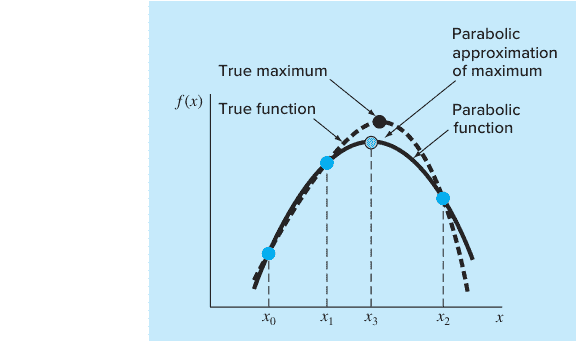 Parabolic
approximation
of maximum
True maximum
f(x)
True function
Parabolic
function
x0 x1 x3 x2 x